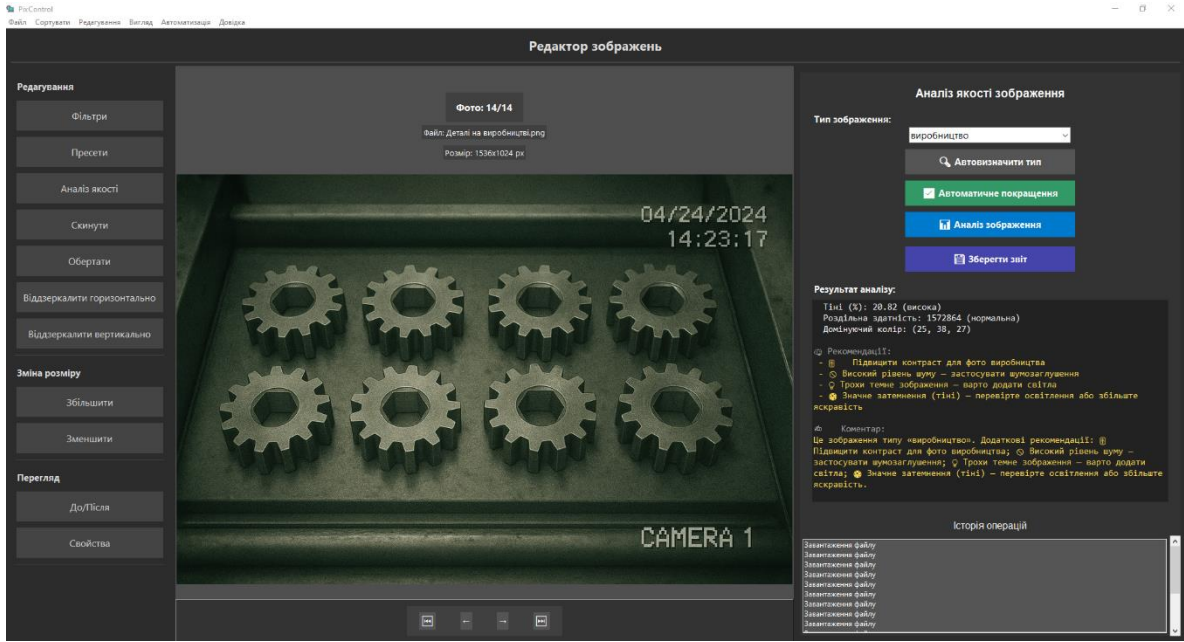 PixControl
Файл Сортувати Редагування Вигляд Автоматизація Довідка
Редактор зображень
Редагування
Фільтри
Пресети
Аналіз якості
Скинути
Обертати
Віддзеркалити горизонтально
Віддзеркалити вертикально
Зміна розміру
Збільшити
Зменшити
Перегляд
До/Після
Свойства
Фото: 14/14
Файл: Деталі на виробництві.png
Розмір: 1536x1024 px
04/24/2024
14:23:17
CAMERA 1
Аналіз якості зображення
Тип зображення:
виробництво
Автовизначити тип
Автоматичне покращення
Аналіз зображення
Зберегти звіт
Результат аналізу:
Тіні (%): 20.82 (висока)
Роздільна здатність: 1572864 (нормальна)
Домінуючий колір: (25, 38, 27)
Рекомендації:
- Підвищити контраст для фото виробництва
- Високий рівень шуму — застосувати шумозаглушення
- Трохи темне зображення — варто додати світла
- Значне затемнення (тіні) — перевірте освітлення або збільште
яскравість
Коментар:
Це зображення типу «виробництво». Додаткові рекомендації:
Підвищити контраст для фото виробництва; Високий рівень шуму —
застосувати шумозаглушення; Трохи темне зображення — варто додати
світла; Значне затемнення (тіні) — перевірте освітлення або збільште
яскравість.
Історія операцій
Завантаження файлу
Завантаження файлу
Завантаження файлу
Завантаження файлу
Завантаження файлу
Завантаження файлу
Завантаження файлу
Завантаження файлу
Завантаження файлу